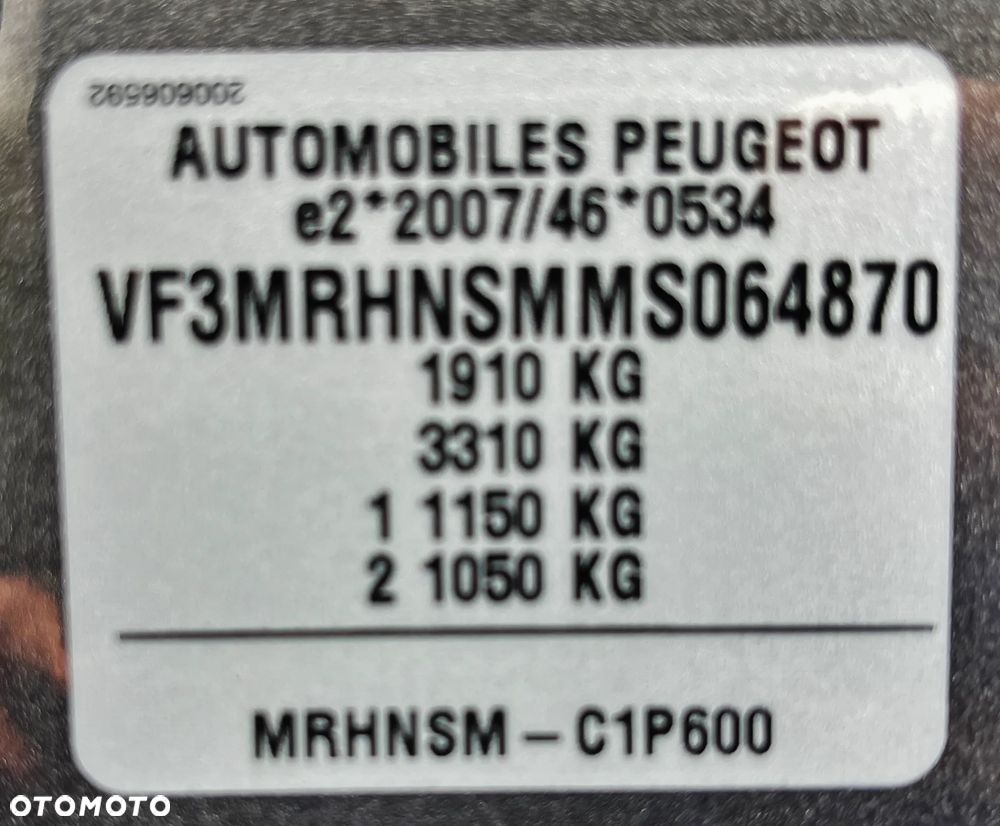 200606592
AUTOMOBILES PEUGEOT
e2*2007/46*0534
VF3MRHNSMMS064870
1910 KG
3310 KG
1 1150 KG
2 1050 KG
MRHNSM – C1P600
OTOMOTO